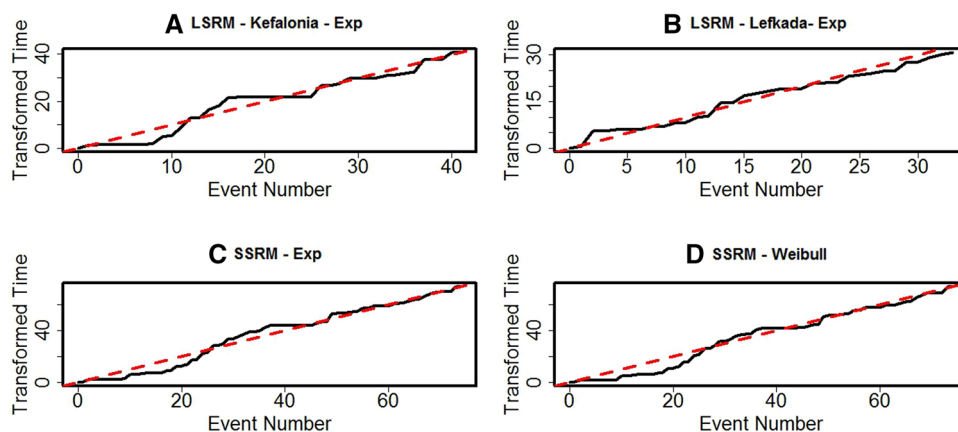 A LSRM - Kefalonia - Exp
Transformed Time
0 20 40
0 10 20 30 40
Event Number
B LSRM - Lefkada- Exp
Transformed Time
0 15 30
0 5 10 15 20 25 30
Event Number
C SSRM - Exp
Transformed Time
0 40
0 20 40 60
Event Number
D SSRM - Weibull
Transformed Time
0 40
0 20 40 60
Event Number